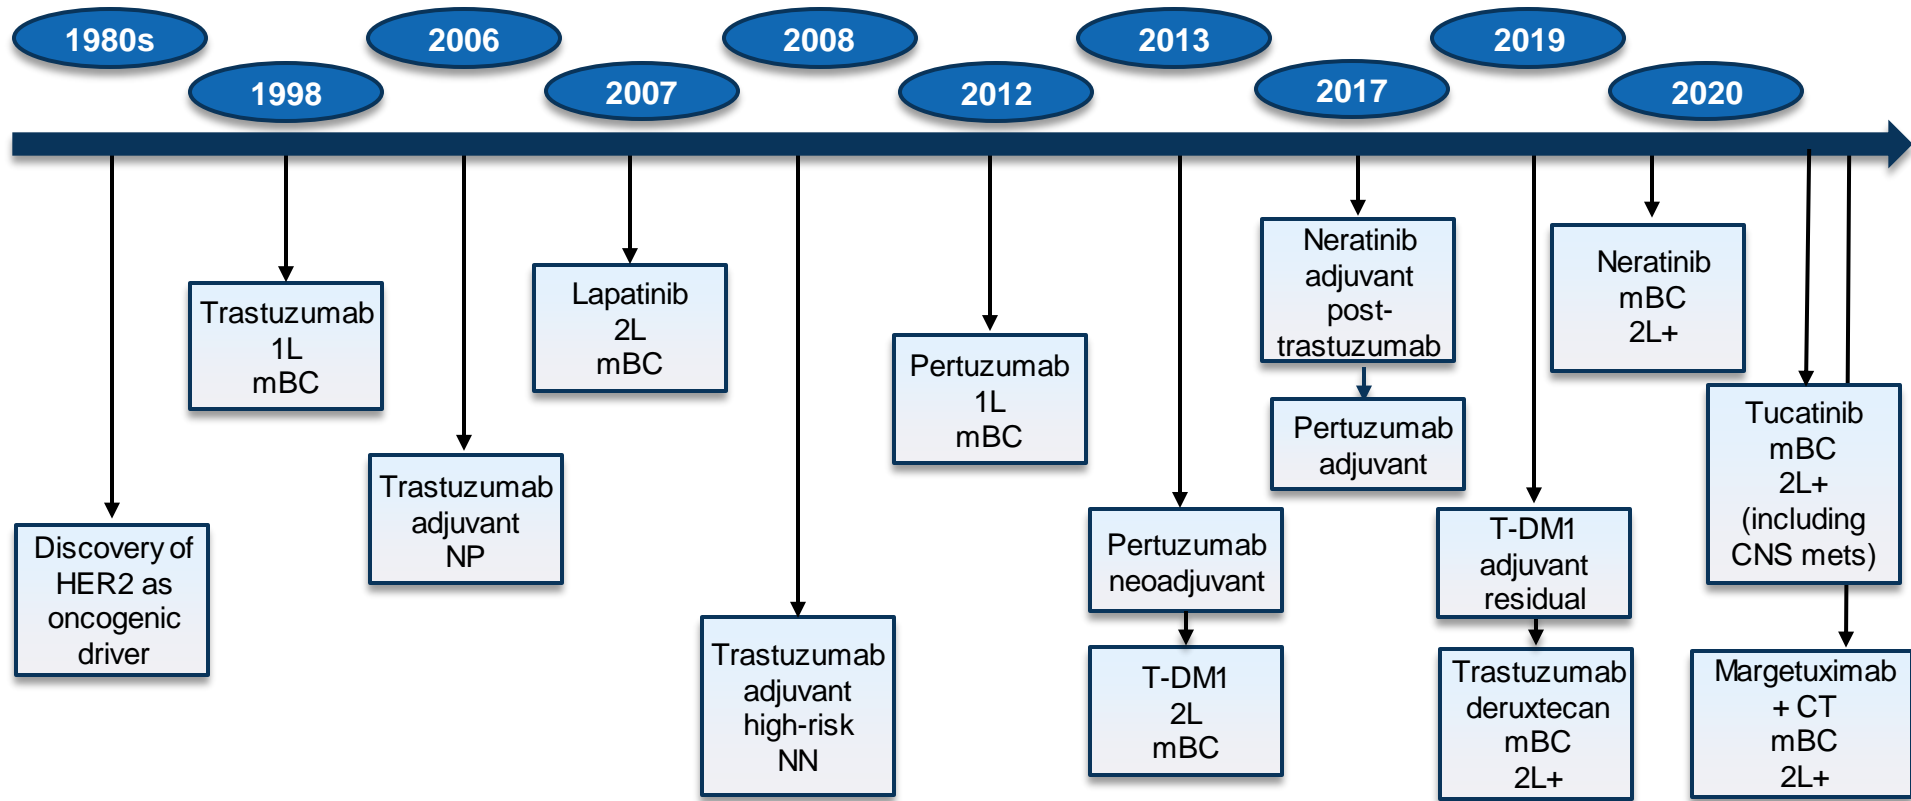 1980s
1998
2006
2007
2008
2012
2013
2017
2019
2020
Discovery of
HER2 as
oncogenic
driver
Trastuzumab
1L
mBC
Trastuzumab
adjuvant
NP
Lapatinib
2L
mBC
Trastuzumab
adjuvant
high-risk
NN
Pertuzumab
1L
mBC
Pertuzumab
neoadjuvant
T-DM1
2L
mBC
Neratinib
adjuvant
post-
trastuzumab
Pertuzumab
adjuvant
T-DM1
adjuvant
residual
Trastuzumab
deruxtecan
mBC
2L+
Neratinib
mBC
2L+
Tucatinib
mBC
2L+
(including
CNS mets)
Margetuximab
+ CT
mBC
2L+